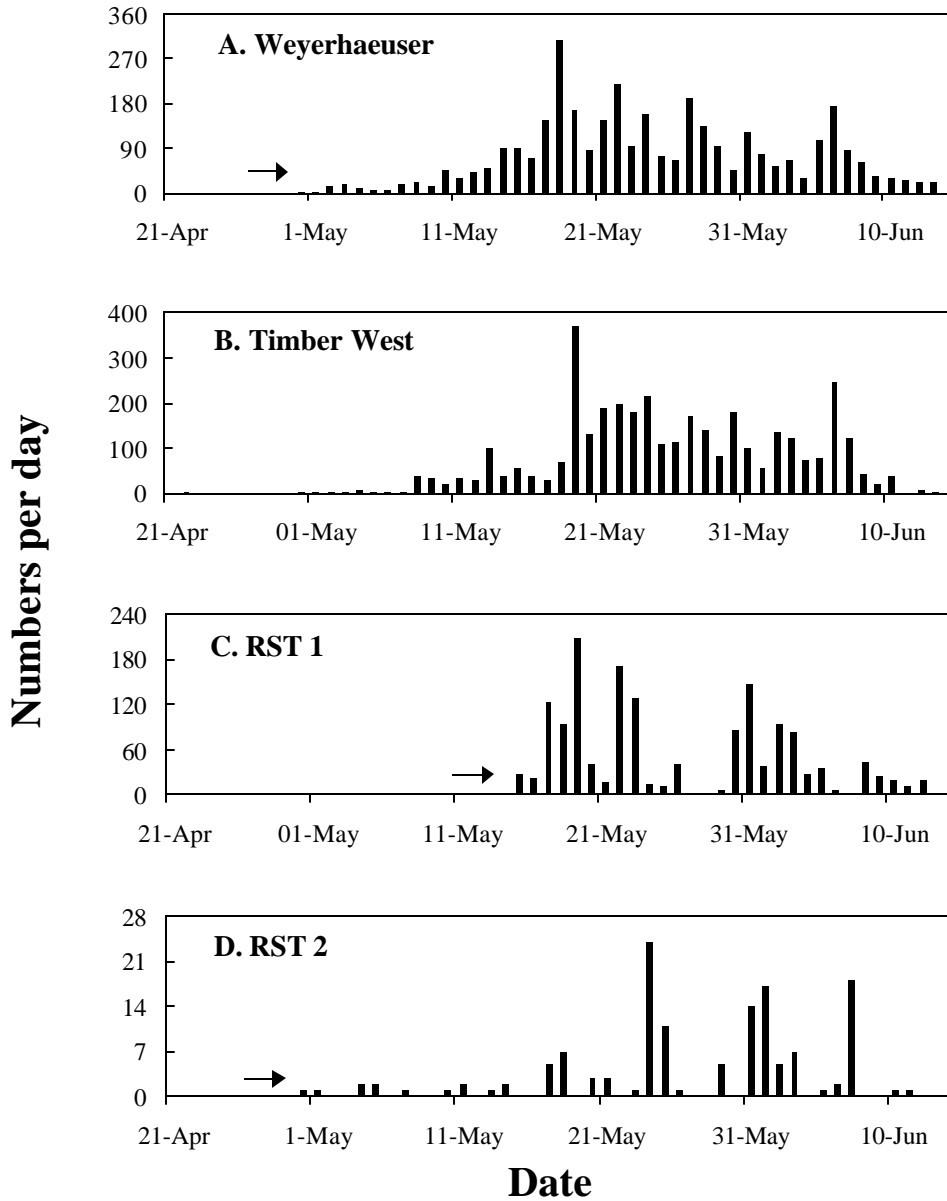 Numbers per day
A. Weyerhaeuser
360
270
180
90
0
21-Apr 1-May 11-May 21-May 31-May 10-Jun
B. Timber West
400
300
200
100
0
21-Apr 01-May 11-May 21-May 31-May 10-Jun
C. RST 1
240
180
120
60
0
21-Apr 01-May 11-May 21-May 31-May 10-Jun
D. RST 2
28
21
14
7
0
21-Apr 1-May 11-May 21-May 31-May 10-Jun
Date